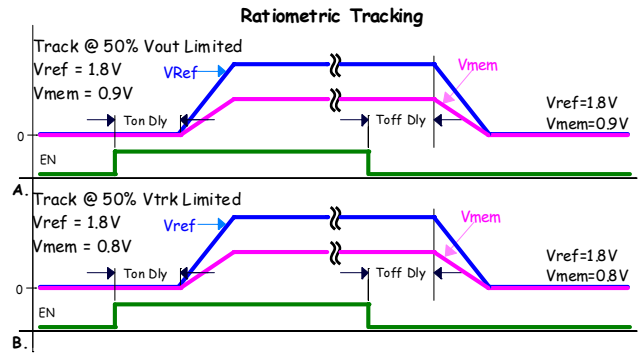 Ratiometric Tracking
Track @ 50% Vout Limited
Vref = 1.8V
Vmem = 0.9V
VRef
Vmem
Vref=1.8V
Vmem=0.9V
Ton Dly
Toff Dly
0
EN
A.
Track @ 50% Vtrk Limited
Vref = 1.8V
Vmem = 0.8V
Vref
Vmem
Vref=1.8V
Vmem=0.8V
Ton Dly
Toff Dly
0
EN
B.